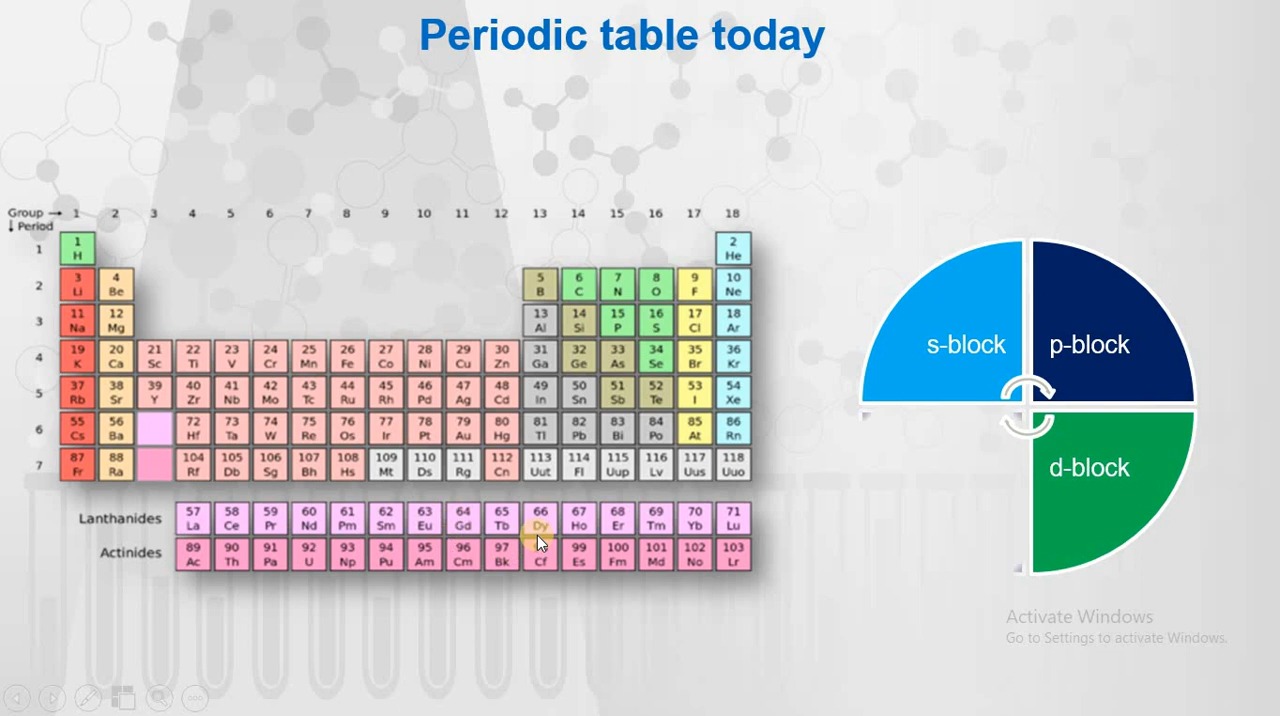 Periodic table today
Group → 1 2 3 4 5 6 7 8 9 10 11 12 13 14 15 16 17 18
↓ Period
1 1 2
H He
2 3 4 5 6 7 8 9 10
Li Be B C N O F Ne
3 11 12 13 14 15 16 17 18
Na Mg Al Si P S Cl Ar
4 19 20 21 22 23 24 25 26 27 28 29 30 31 32 33 34 35 36
K Ca Sc Ti V Cr Mn Fe Co Ni Cu Zn Ga Ge As Se Br Kr
5 37 38 39 40 41 42 43 44 45 46 47 48 49 50 51 52 53 54
Rb Sr Y Zr Nb Mo Tc Ru Rh Pd Ag Cd In Sn Sb Te I Xe
6 55 56 72 73 74 75 76 77 78 79 80 81 82 83 84 85 86
Cs Ba Hf Ta W Re Os Ir Pt Au Hg Tl Pb Bi Po At Rn
7 87 88 104 105 106 107 108 109 110 111 112 113 114 115 116 117 118
Fr Ra Rf Db Sg Bh Hs Mt Ds Rg Cn Uut Fl Uup Lv Uus Uuo
Lanthanides 57 58 59 60 61 62 63 64 65 66 67 68 69 70 71
La Ce Pr Nd Pm Sm Eu Gd Tb Dy Ho Er Tm Yb Lu
Actinides 89 90 91 92 93 94 95 96 97 99 100 101 102 103
Ac Th Pa U Np Pu Am Cm Bk Cf Es Fm Md No Lr
s-block p-block
d-block
Activate Windows
Go to Settings to activate Windows.